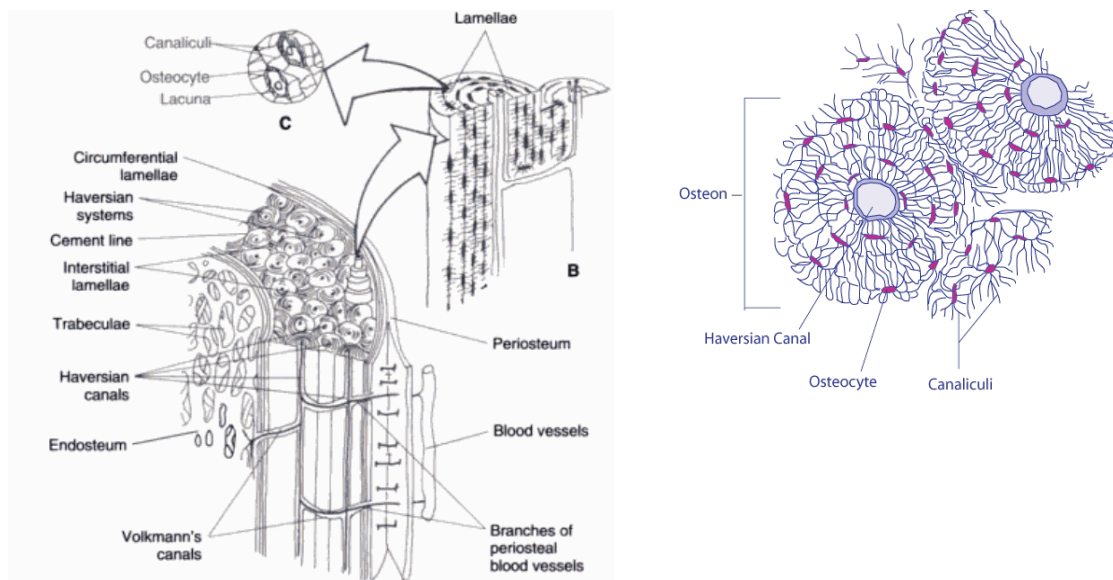 Lamellae
Canaliculi
Osteocyte
Lacuna
C
Circumferential
lamellae
Haversian
systems
Cement line
Interstitial
lamellae
Trabeculae
Haversian
canals
Endosteum
Volkmann's
canals
B
Periosteum
Blood vessels
Branches of
periosteal
blood vessels
Osteon
Haversian Canal
Osteocyte
Canaliculi